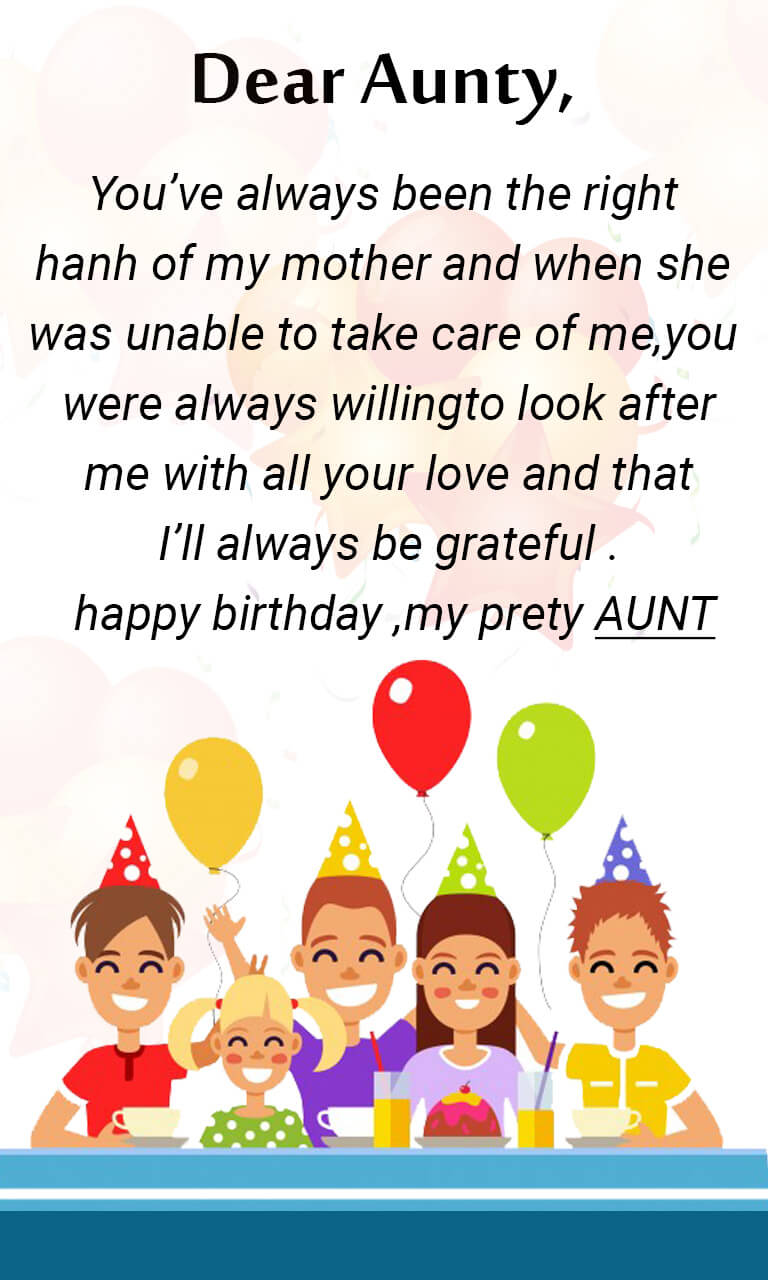 Dear Aunty,
You’ve always been the right
hanh of my mother and when she
was unable to take care of me,you
were always willingto look after
me with all your love and that
I’ll always be grateful .
happy birthday ,my prety AUNT